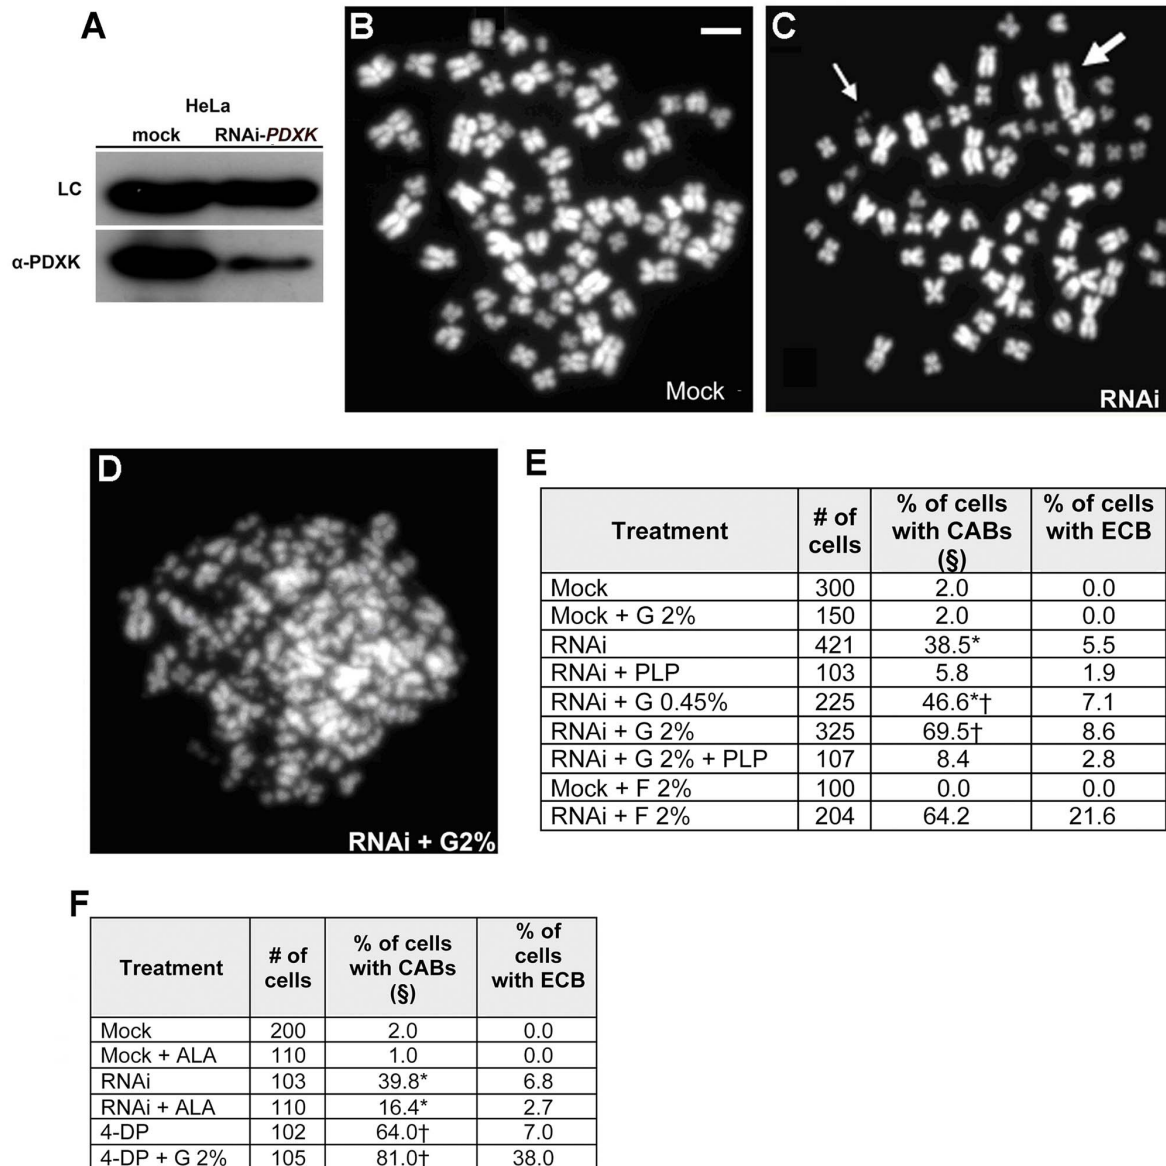 A
HeLa
mock RNAi-PDXK
LC
α-PDXK
B
Mock
C
RNAi
D
RNAi + G2%
E
Treatment # of cells % of cells with CABs (§) % of cells with ECB
Mock 300 2.0 0.0
Mock + G 2% 150 2.0 0.0
RNAi 421 38.5* 5.5
RNAi + PLP 103 5.8 1.9
RNAi + G 0.45% 225 46.6*† 7.1
RNAi + G 2% 325 69.5† 8.6
RNAi + G 2% + PLP 107 8.4 2.8
Mock + F 2% 100 0.0 0.0
RNAi + F 2% 204 64.2 21.6
F
Treatment # of cells % of cells with CABs (§) % of cells with ECB
Mock 200 2.0 0.0
Mock + ALA 110 1.0 0.0
RNAi 103 39.8* 6.8
RNAi + ALA 110 16.4* 2.7
4-DP 102 64.0† 7.0
4-DP + G 2% 105 81.0† 38.0